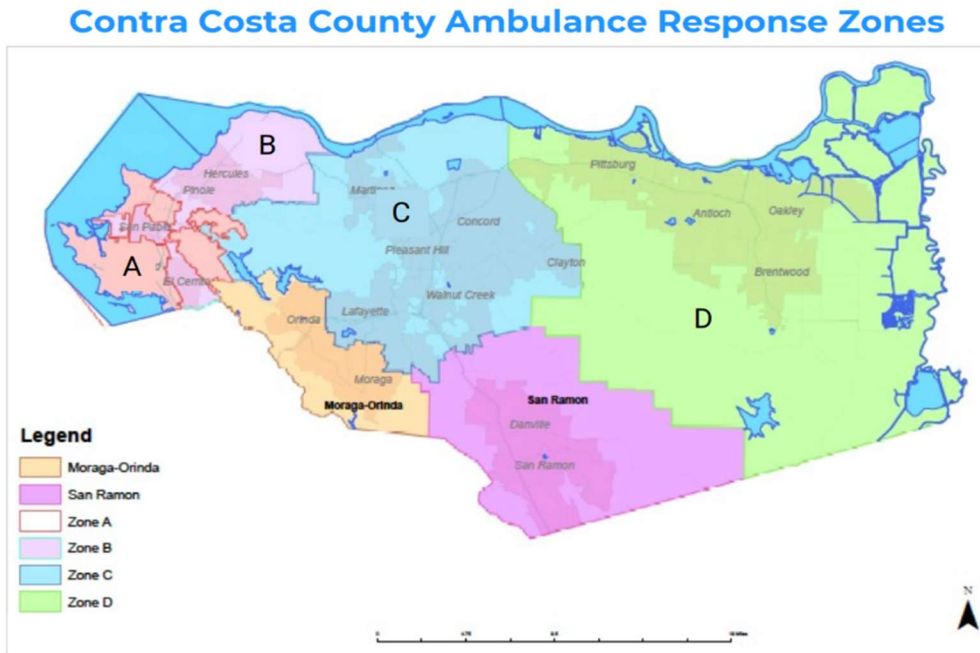 Contra Costa County Ambulance Response Zones
B
Hercules
Pinole
Pittsburg
Martinez
C
Concord
Antioch
Oakley
San Pablo
A
Pleasant Hill
Clayton
Brentwood
El Cerrito
Walnut Creek
Orinda
Lafayette
D
Moraga
Moraga-Orinda
San Ramon
Danville
San Ramon
Legend
Moraga-Orinda
San Ramon
Zone A
Zone B
Zone C
Zone D
N